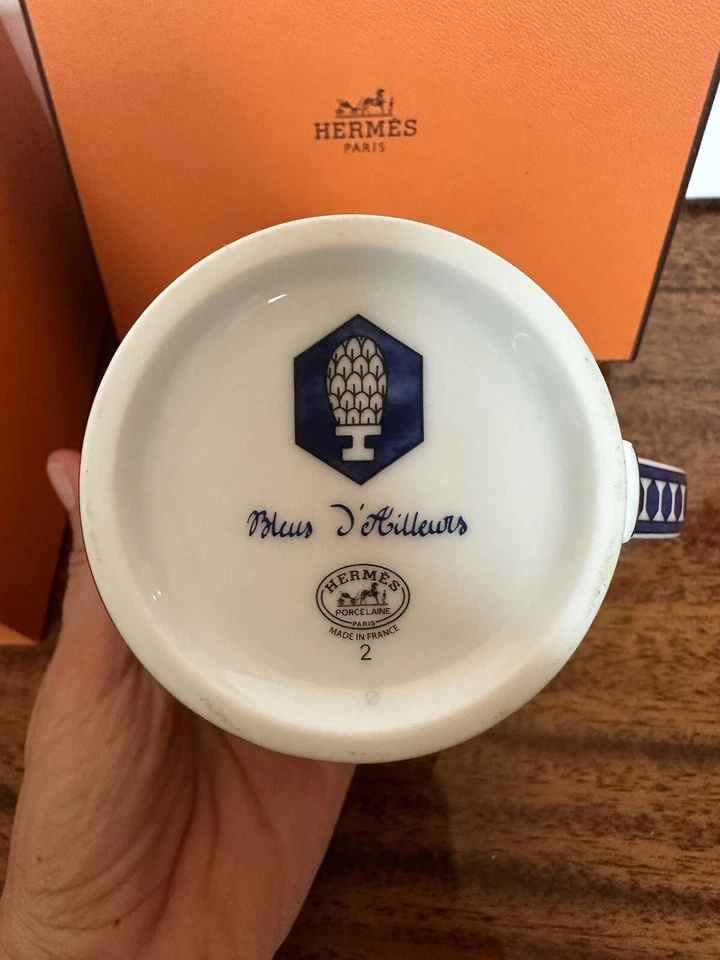 HERMÈS
PARIS
Bleus D'Ailleurs
HERMÈS
PORCELAINE
PARIS
MADE IN FRANCE
2